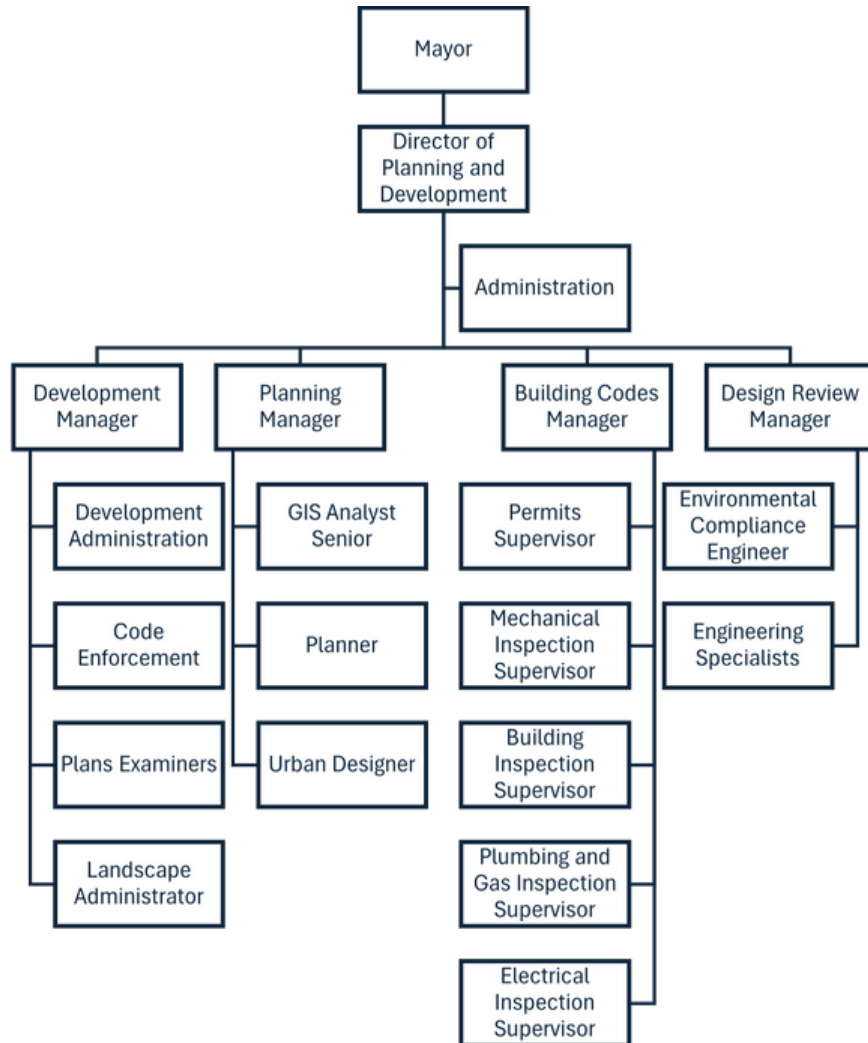 Mayor
Director of
Planning and
Development
Administration
Development
Manager
Planning
Manager
Building Codes
Manager
Design Review
Manager
Development
Administration
Code
Enforcement
Plans Examiners
Landscape
Administrator
GIS Analyst
Senior
Planner
Urban Designer
Permits
Supervisor
Mechanical
Inspection
Supervisor
Building
Inspection
Supervisor
Plumbing and
Gas Inspection
Supervisor
Electrical
Inspection
Supervisor
Environmental
Compliance
Engineer
Engineering
Specialists